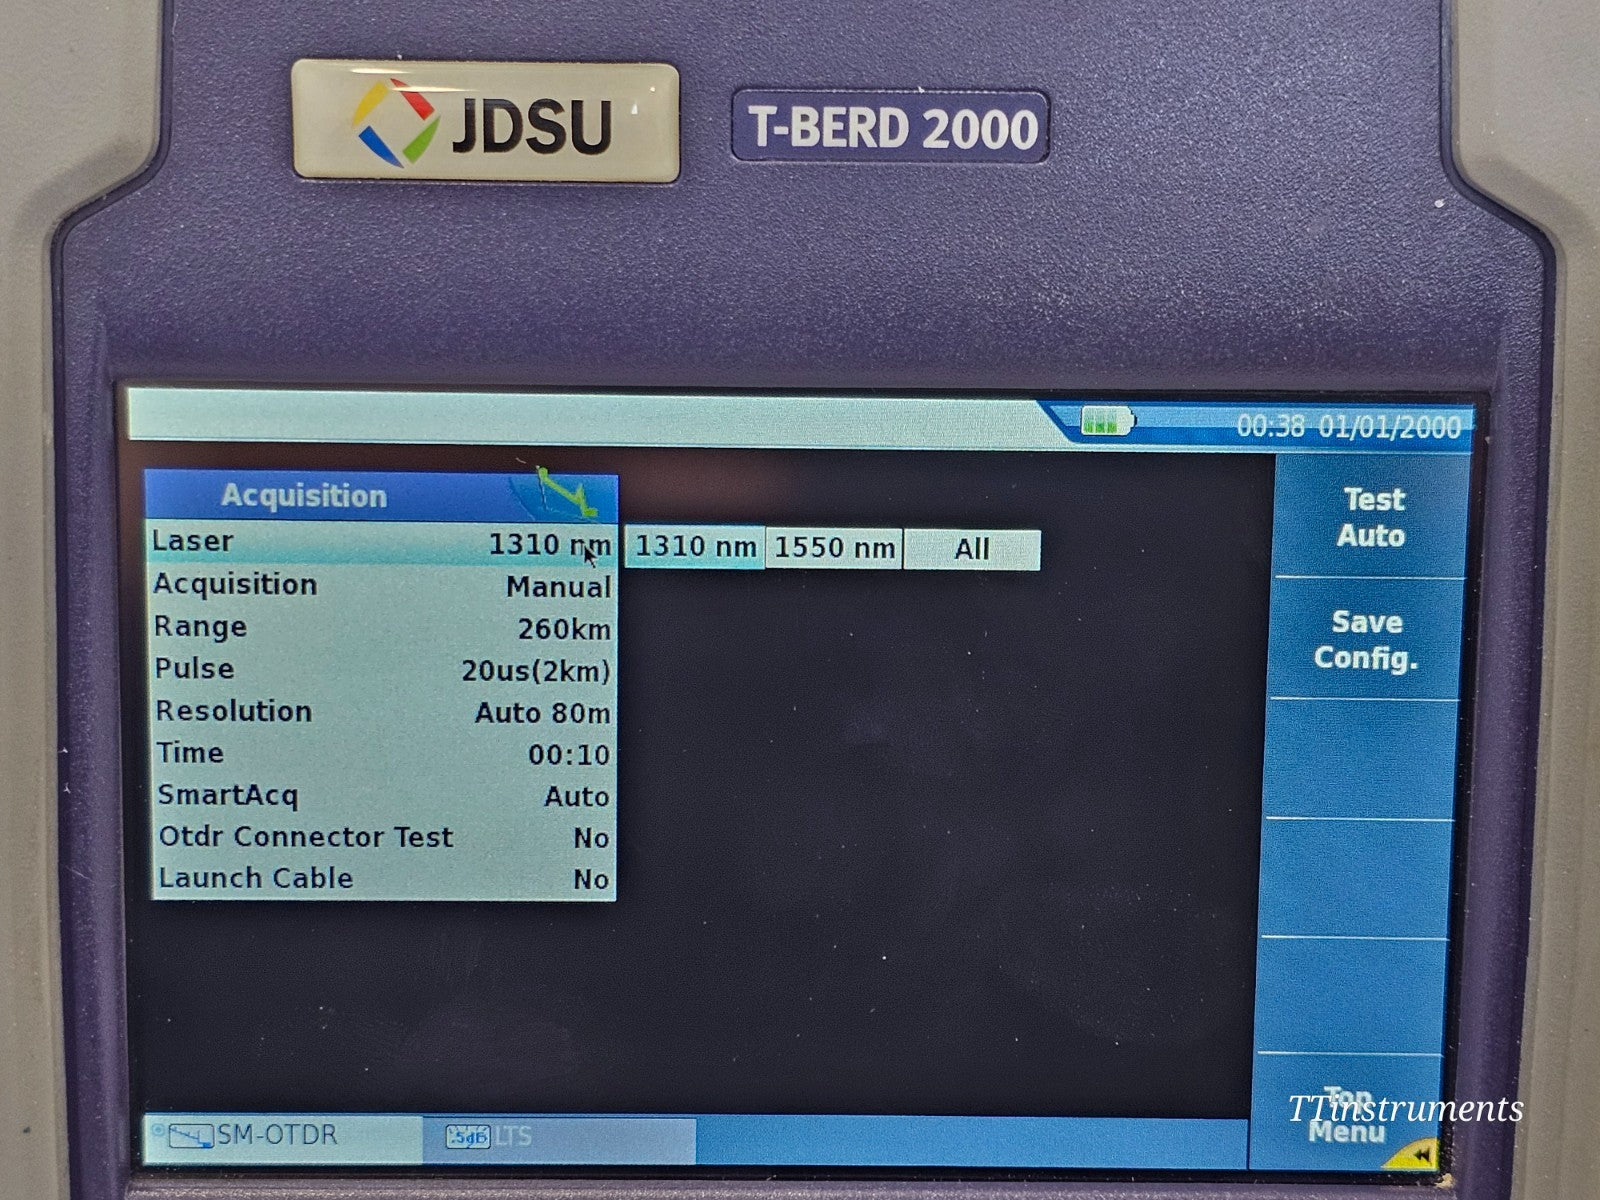 JDSU
T-BERD 2000
00:38 01/01/2000
Acquisition
Laser 1310 nm
1310 nm 1550 nm All
Acquisition Manual
Range 260km
Pulse 20us(2km)
Resolution Auto 80m
Time 00:10
SmartAcq Auto
Otdr Connector Test No
Launch Cable No
Test
Auto
Save
Config.
Top
Menu
TTinstruments
SM-OTDR
.5dB LTS